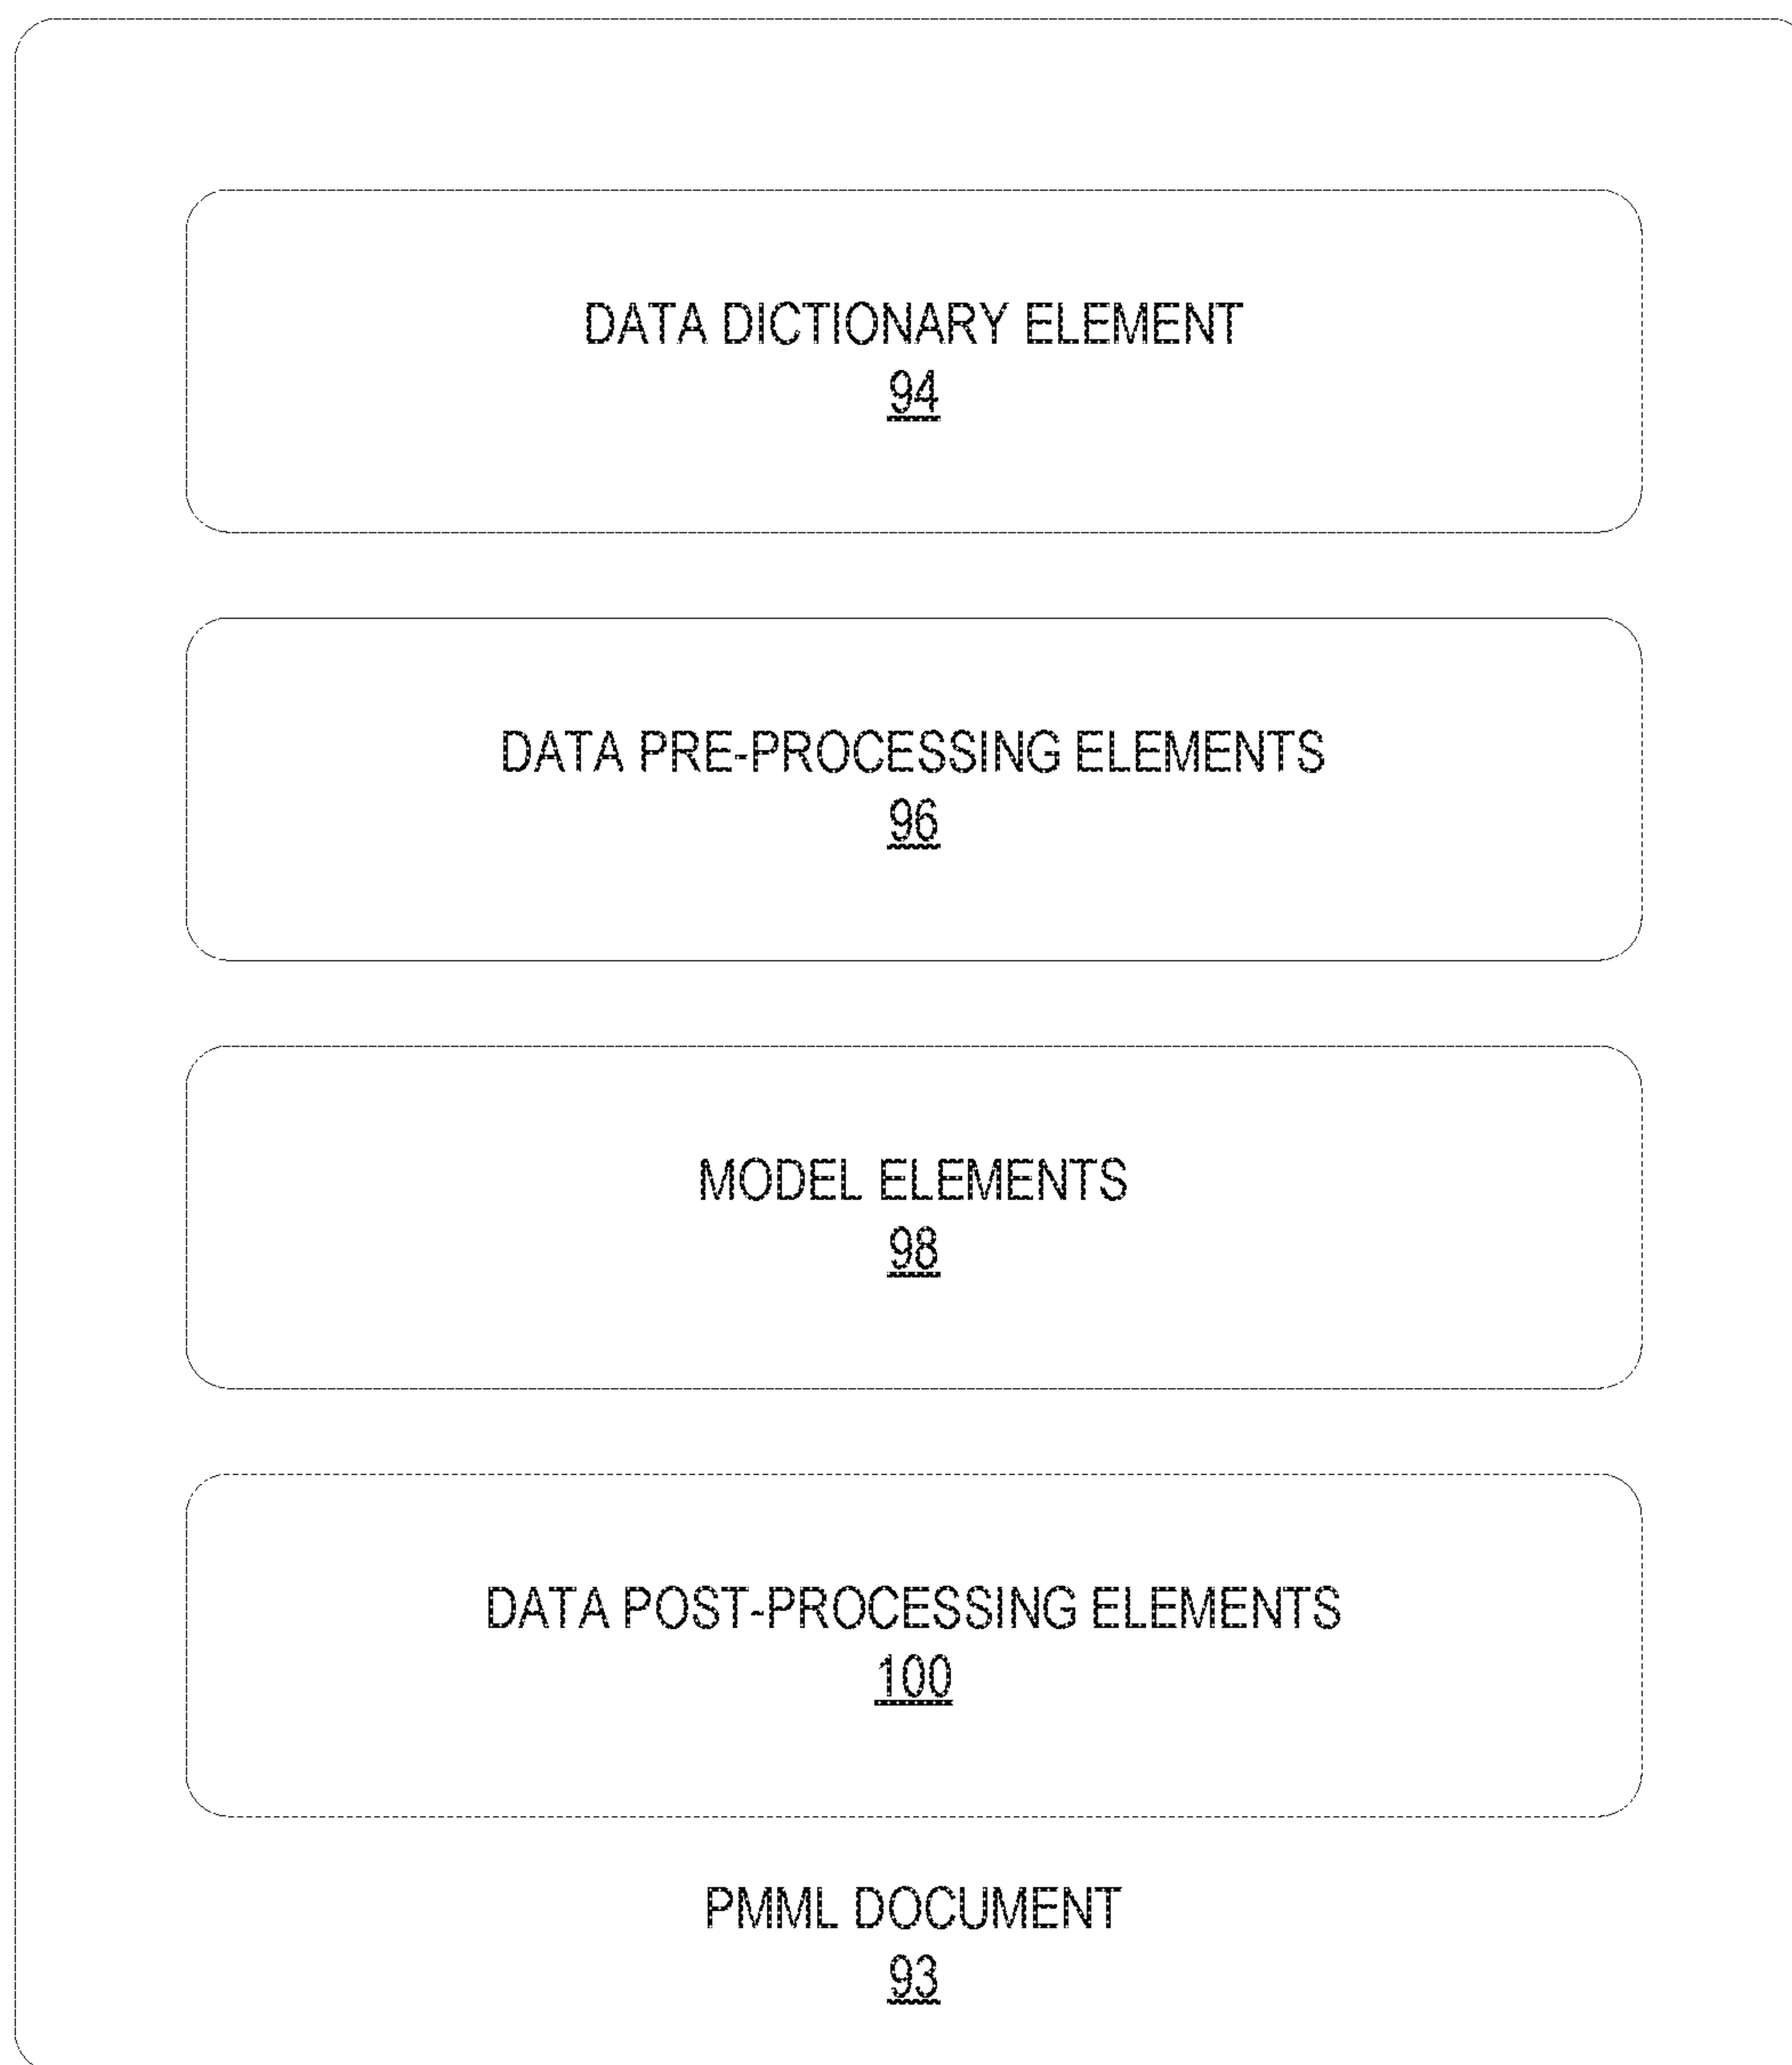 DATA DICTIONARY ELEMENT
94
DATA PRE-PROCESSING ELEMENTS
96
MODEL ELEMENTS
98
DATA POST-PROCESSING ELEMENTS
100
PMML DOCUMENT
93